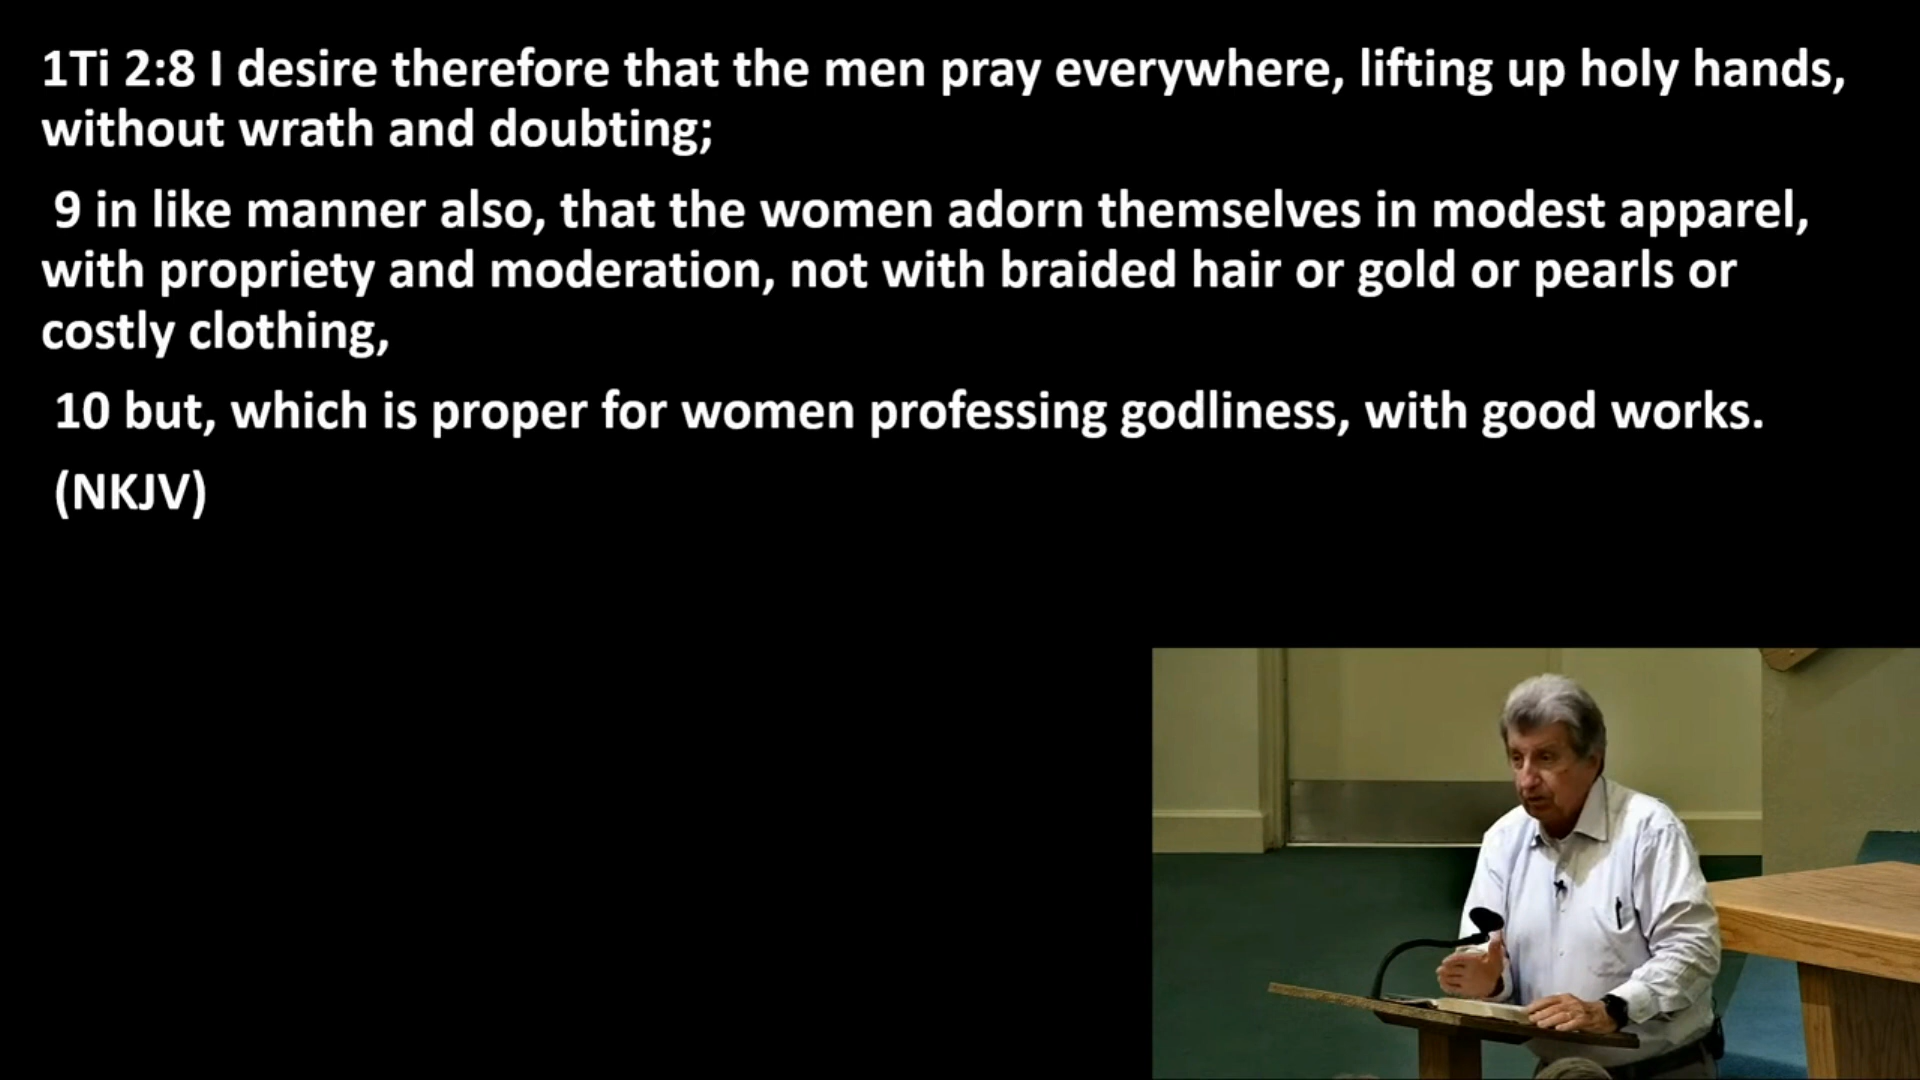 1Ti 2:8 I desire therefore that the men pray everywhere, lifting up holy hands,
without wrath and doubting;
9 in like manner also, that the women adorn themselves in modest apparel,
with propriety and moderation, not with braided hair or gold or pearls or
costly clothing,
10 but, which is proper for women professing godliness, with good works.
(NKJV)